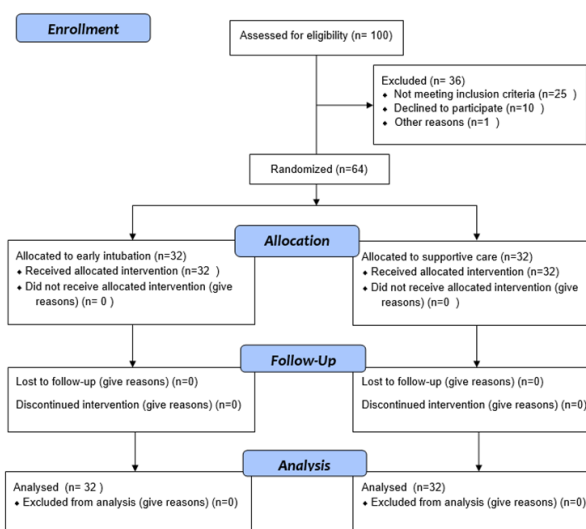 Enrollment
Assessed for eligibility (n= 100)
Excluded (n= 36)
♦ Not meeting inclusion criteria (n=25 )
♦ Declined to participate (n=10 )
♦ Other reasons (n=1 )
Randomized (n=64)
Allocation
Allocated to early intubation (n=32)
♦ Received allocated intervention (n=32 )
♦ Did not receive allocated intervention (give
reasons) (n= 0 )
Allocated to supportive care (n=32)
♦ Received allocated intervention (n=32)
♦ Did not receive allocated intervention (give
reasons) (n=0 )
Follow-Up
Lost to follow-up (give reasons) (n=0)
Discontinued intervention (give reasons) (n=0)
Lost to follow-up (give reasons) (n=0)
Discontinued intervention (give reasons) (n=0)
Analysis
Analysed (n= 32 )
♦ Excluded from analysis (give reasons) (n=0)
Analysed (n=32)
♦ Excluded from analysis (give reasons) (n=0)